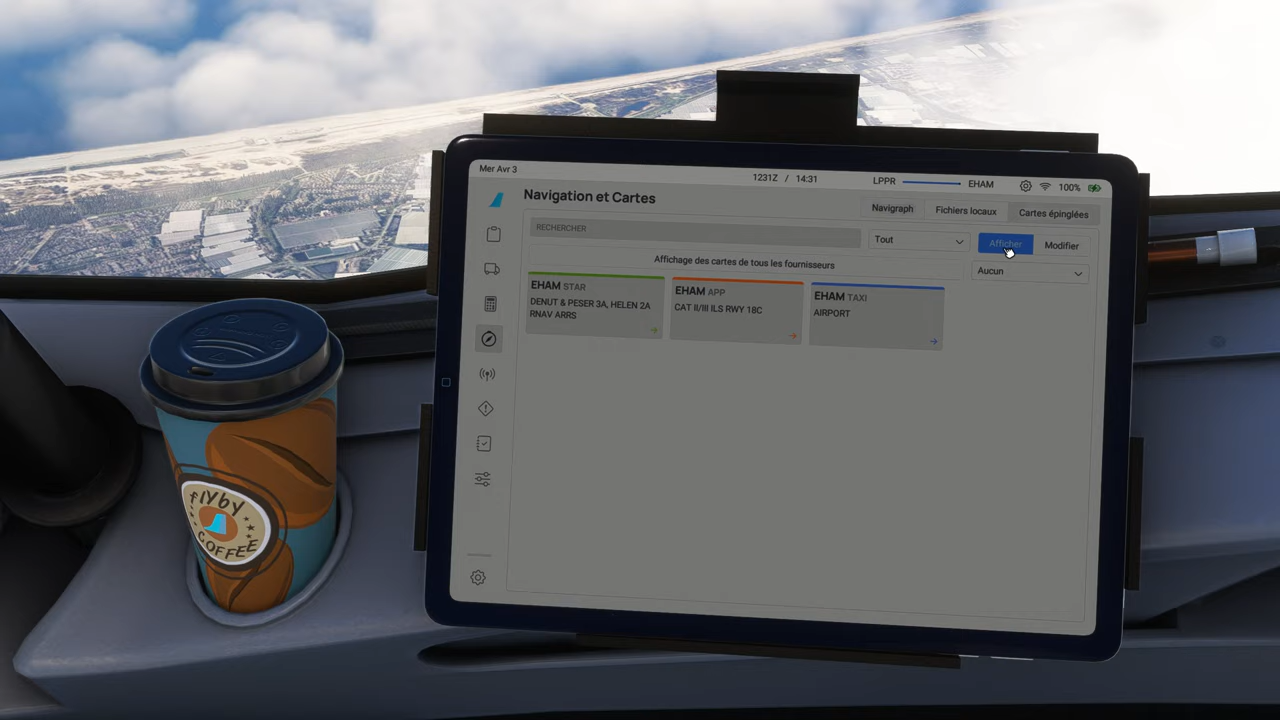 Mer Avr 3
1231Z / 14:31
LPPR
EHAM
100%
Navigation et Cartes
Navigraph
Fichiers locaux
Cartes épinglées
RECHERCHER
Tout
Afficher
Modifier
Affichage des cartes de tous les fournisseurs
Aucun
EHAM STAR
DENUT & PESER 3A, HELEN 2A
RNAV ARRS
EHAM APP
CAT II/III ILS RWY 18C
EHAM TAXI
AIRPORT
flyby
COFFEE